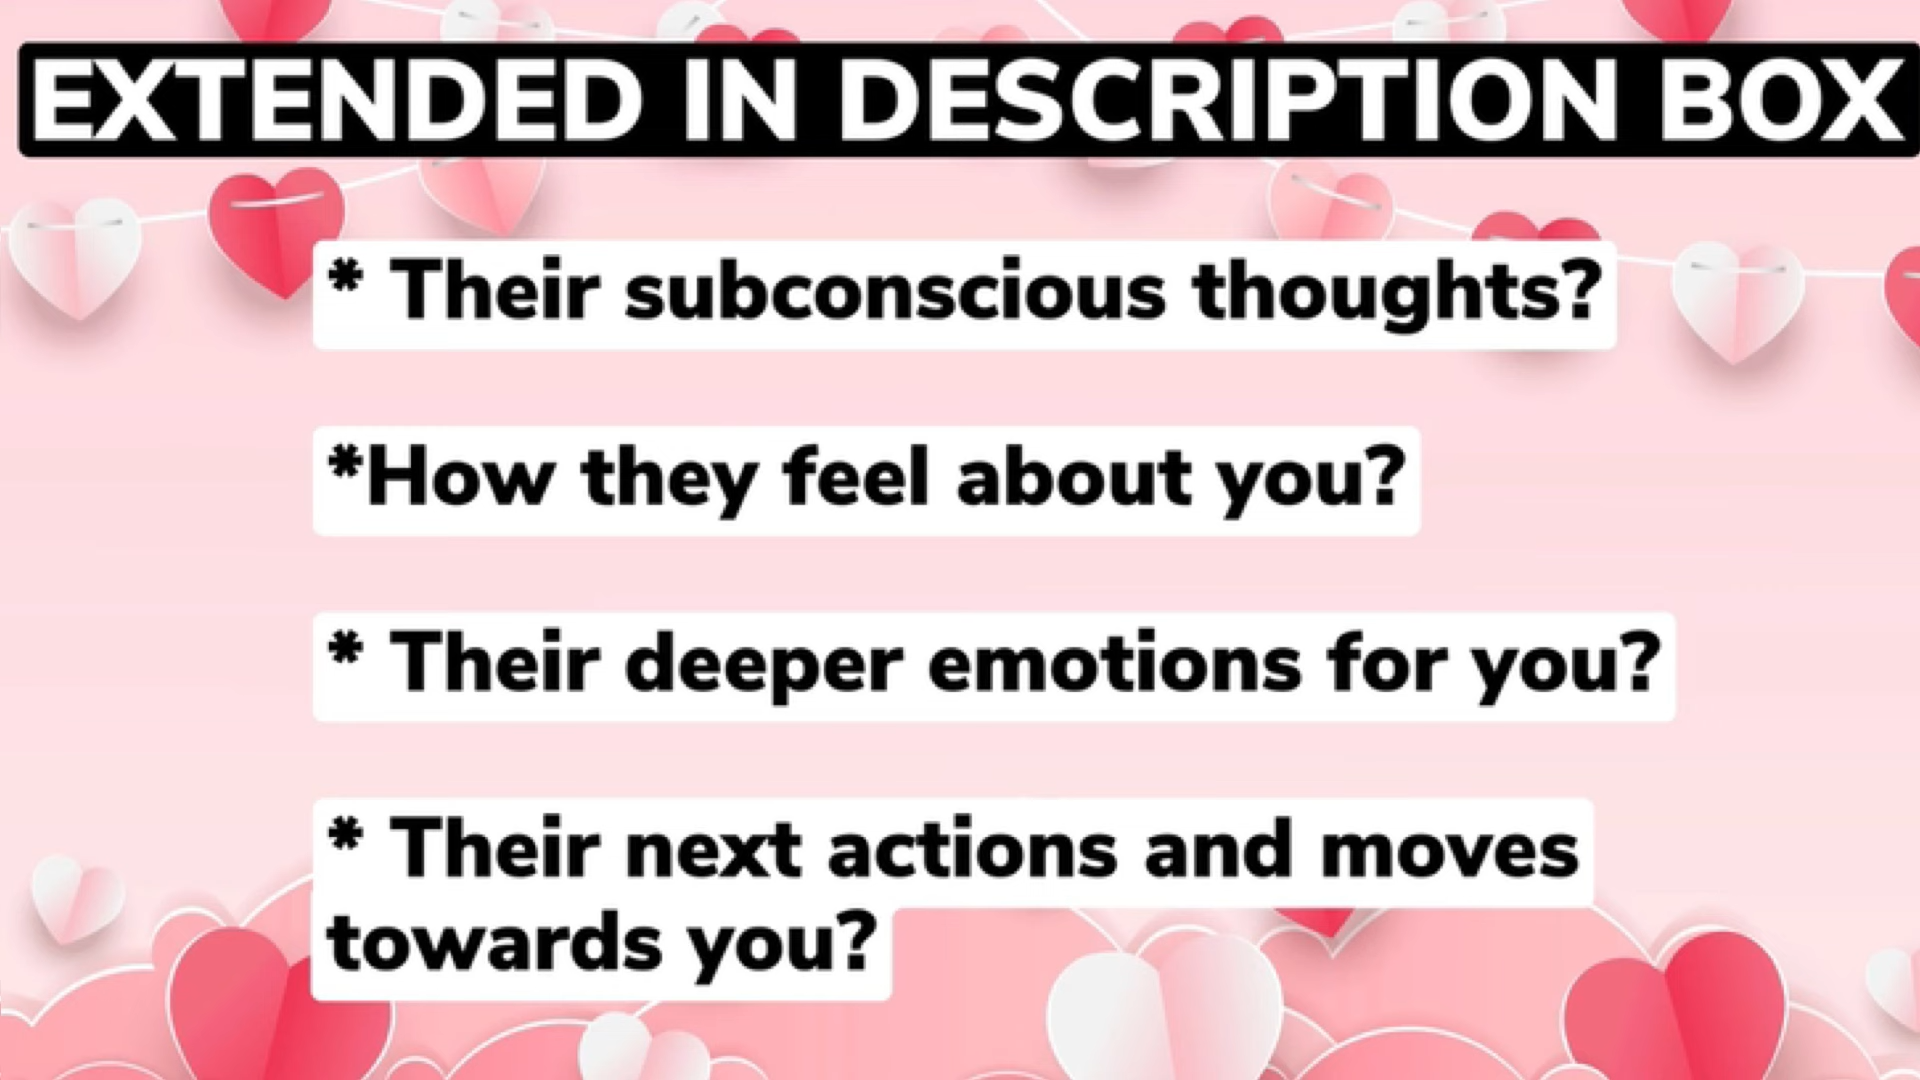 EXTENDED IN DESCRIPTION BOX
* Their subconscious thoughts?
*How they feel about you?
* Their deeper emotions for you?
* Their next actions and moves
towards you?